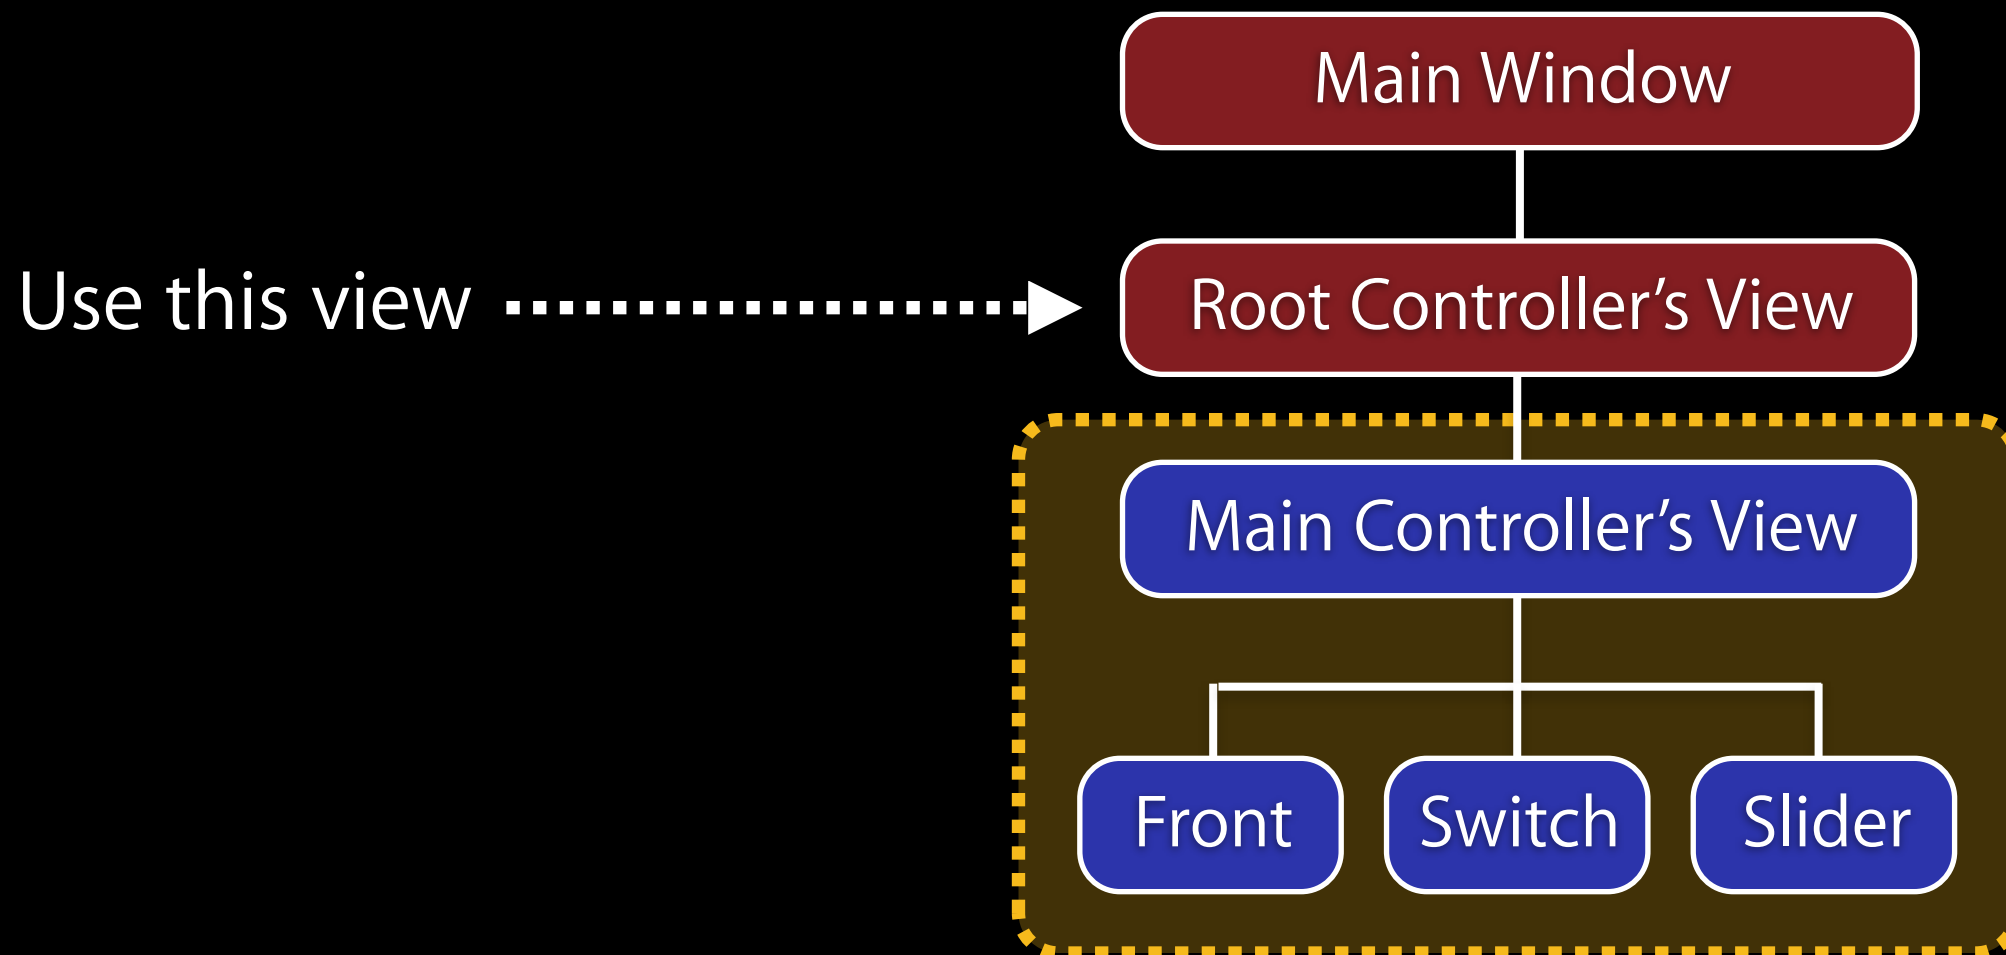 Main Window
Use this view
Root Controller’s View
Main Controller’s View
Front
Switch
Slider